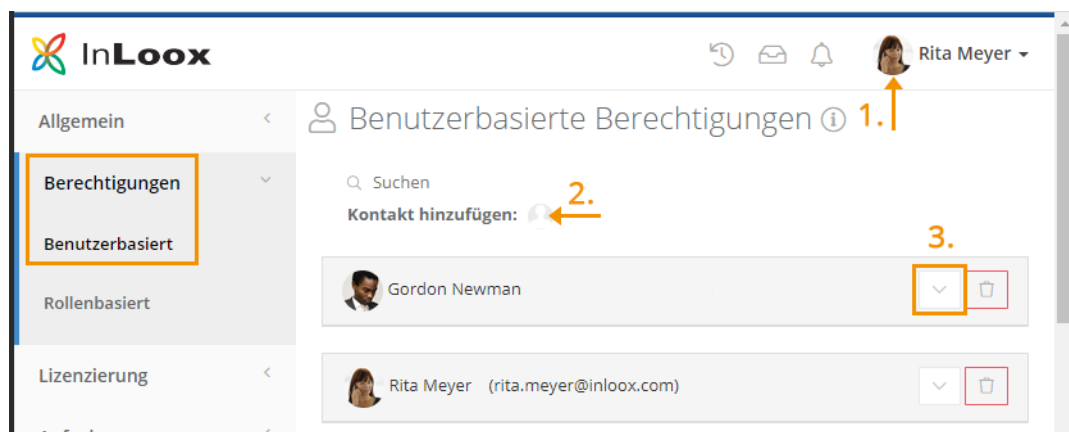 InLoox
Rita Meyer
Allgemein
Benutzerbasierte Berechtigungen
1.
Berechtigungen
Suchen
2.
Kontakt hinzufügen:
Benutzerbasiert
3.
Gordon Newman
Rollenbasiert
Lizenzierung
Rita Meyer (rita.meyer@inloox.com)